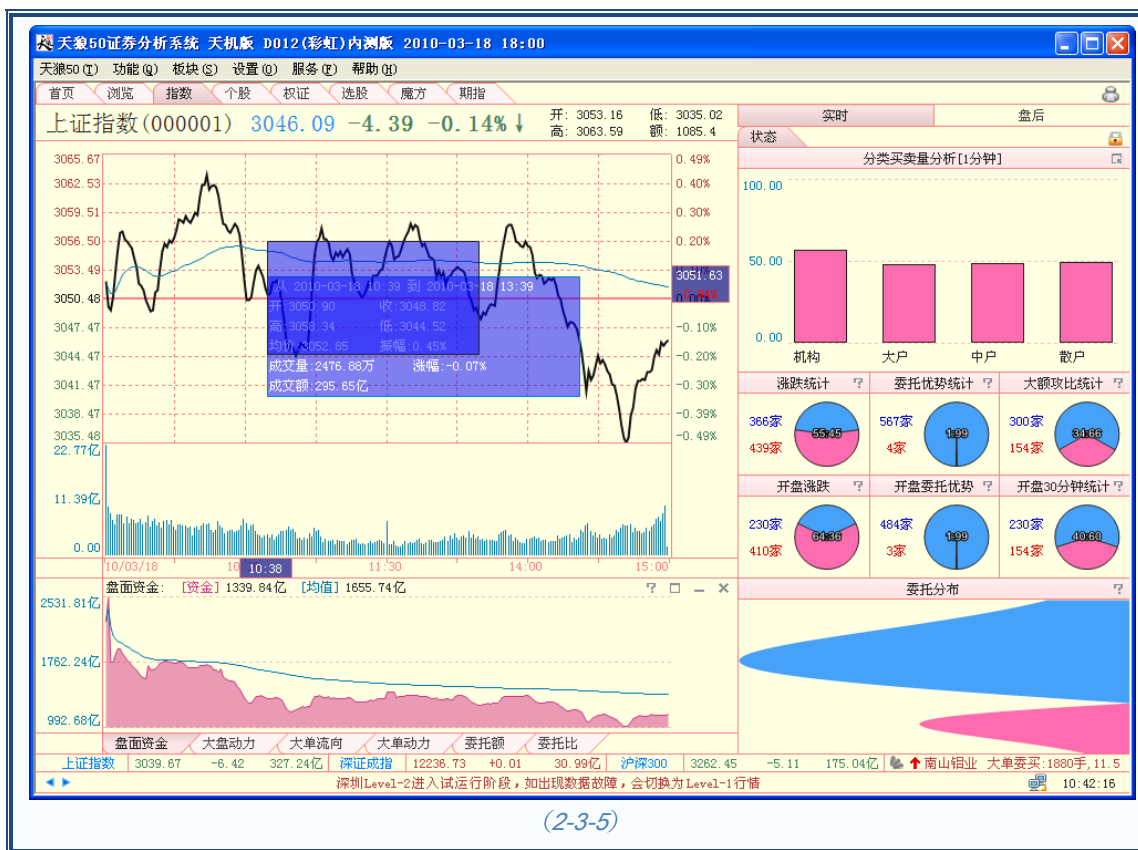 天狼50证券分析系统 天机版 D012(彩虹)内测版 2010-03-18 18:00
天狼50(T) 功能(Q) 板块(S) 设置(O) 服务(F) 帮助(H)
首页 浏览 指数 个股 权证 选股 魔方 期指
上证指数(000001) 3046.09 -4.39 -0.14%↓
开: 3053.16 低: 3035.02
高: 3063.59 额: 1085.4
实时 盘后
状态
分类买卖量分析[1分钟]
100.00
50.00
0.00
机构 大户 中户 散户
3065.67 0.49%
3062.53 0.40%
3059.51 0.30%
3056.50 0.20%
3053.49
3051.63
3050.48 0.00%
3047.47 -0.10%
3044.47 -0.20%
3041.47 -0.30%
3038.47 -0.39%
3035.48 -0.49%
从 2010-03-18 10:39 到 2010-03-18 13:39
开:3050.90 收:3048.82
高:3058.34 低:3044.52
均价:3052.85 振幅:0.45%
成交量:2476.88万 涨幅:-0.07%
成交额:295.65亿
22.77亿
11.39亿
0.00
10/03/18 10:38 11:30 14:00 15:00
涨跌统计 ? 委托优势统计 ? 大额攻比统计 ?
366家 55:45 567家 1:99 300家 34:66
439家 4家 154家
开盘涨跌 ? 开盘委托优势 ? 开盘30分钟统计 ?
230家 64:36 484家 1:99 230家 40:60
410家 3家 154家
委托分布 ?
盘面资金: [资金] 1339.84亿 [均值] 1655.74亿 ?
2531.81亿
1762.24亿
992.68亿
盘面资金 大盘动力 大单流向 大单动力 委托额 委托比
上证指数 3039.67 -6.42 327.24亿 深证成指 12236.73 +0.01 30.99亿 沪深300 3262.45 -5.11 175.04亿 南山铝业 大单委买:1880手,11.5
深圳Level-2进入试运行阶段,如出现数据故障,会切换为Level-1行情 10:42:16
(2-3-5)